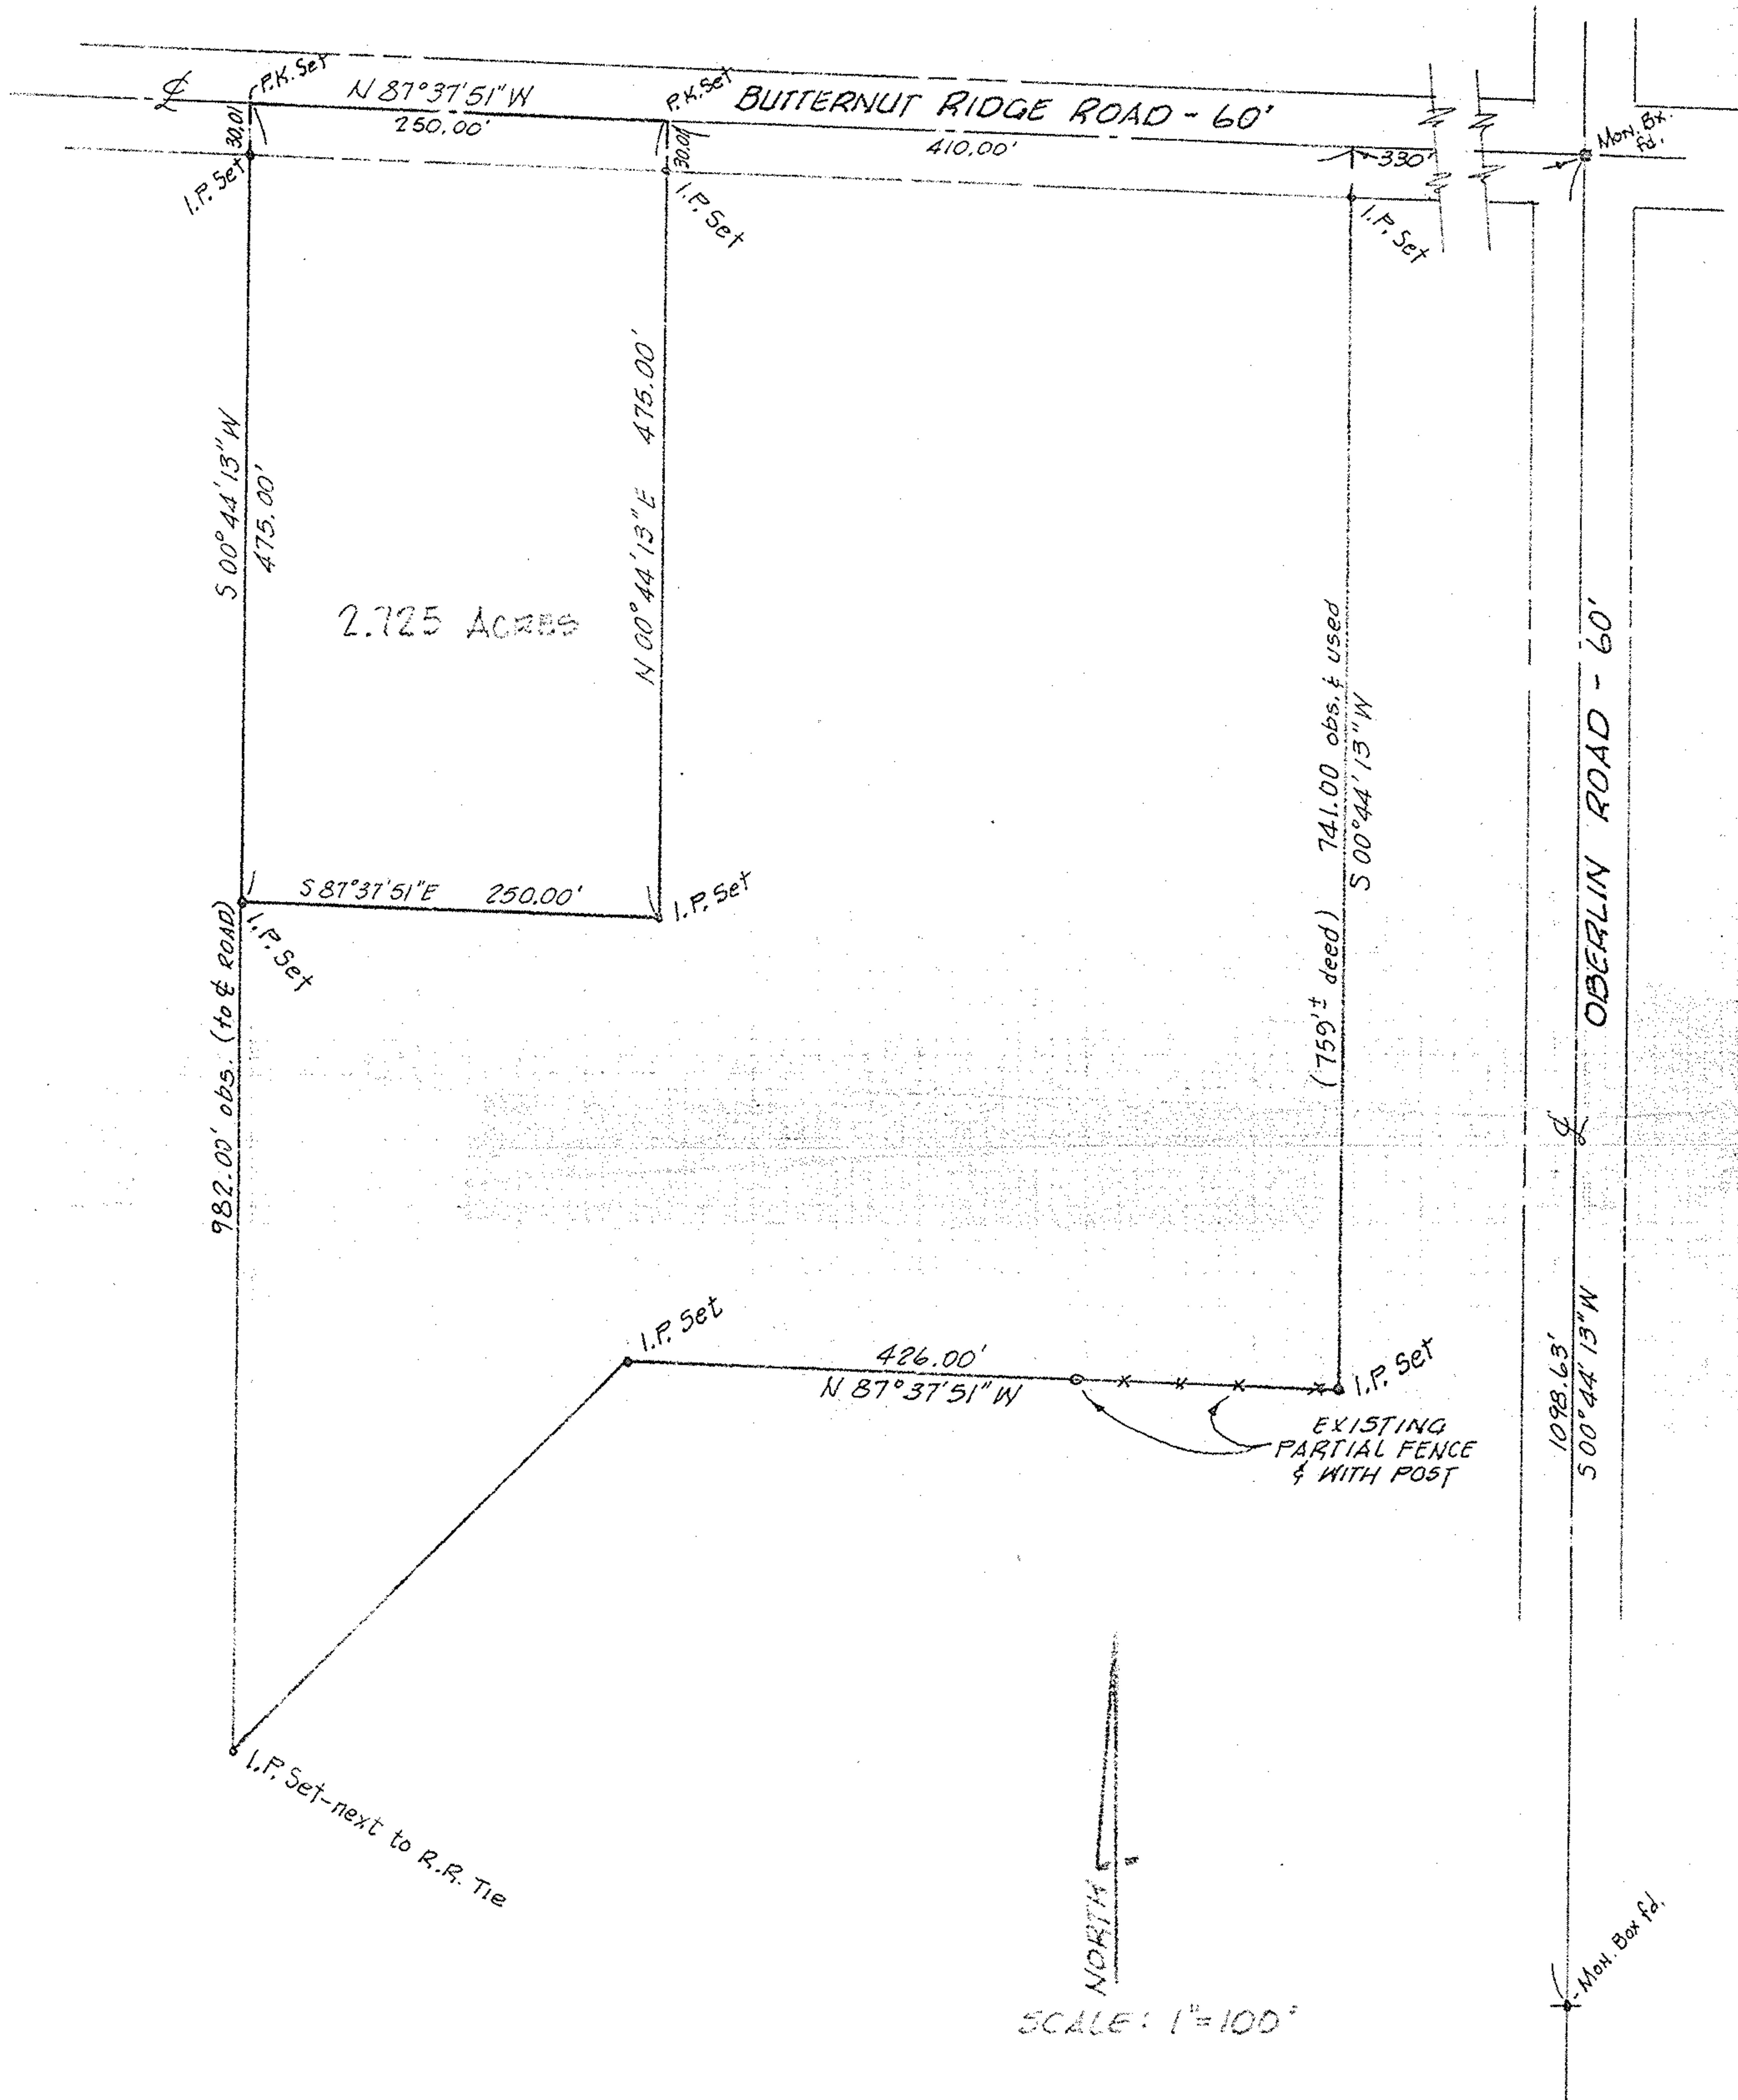 ℄
P.K. Set
N 87°37'51" W
250.00'
P.K. Set
BUTTERNUT RIDGE ROAD - 60'
410.00'
330'
Mon. Bx.
fd.
30.01
30.01
I.P. Set
I.P. Set
I.P. Set
S 00°44'13" W
475.00'
N 00°44'13" E 475.00'
2.725 ACRES
(759'± deed) 741.00 obs. & used
S 00°44'13" W
OBERLIN ROAD - 60'
S 87°37'51" E 250.00'
I.P. Set
I.P. Set
982.00' obs. (to ℄ ROAD)
℄
I.P. Set
426.00'
N 87°37'51" W
I.P. Set
EXISTING
PARTIAL FENCE
& WITH POST
1098.63'
S 00°44'13" W
I.P. Set-next to R.R. Tie
NORTH
SCALE: 1"=100'
Mon. Box fd.